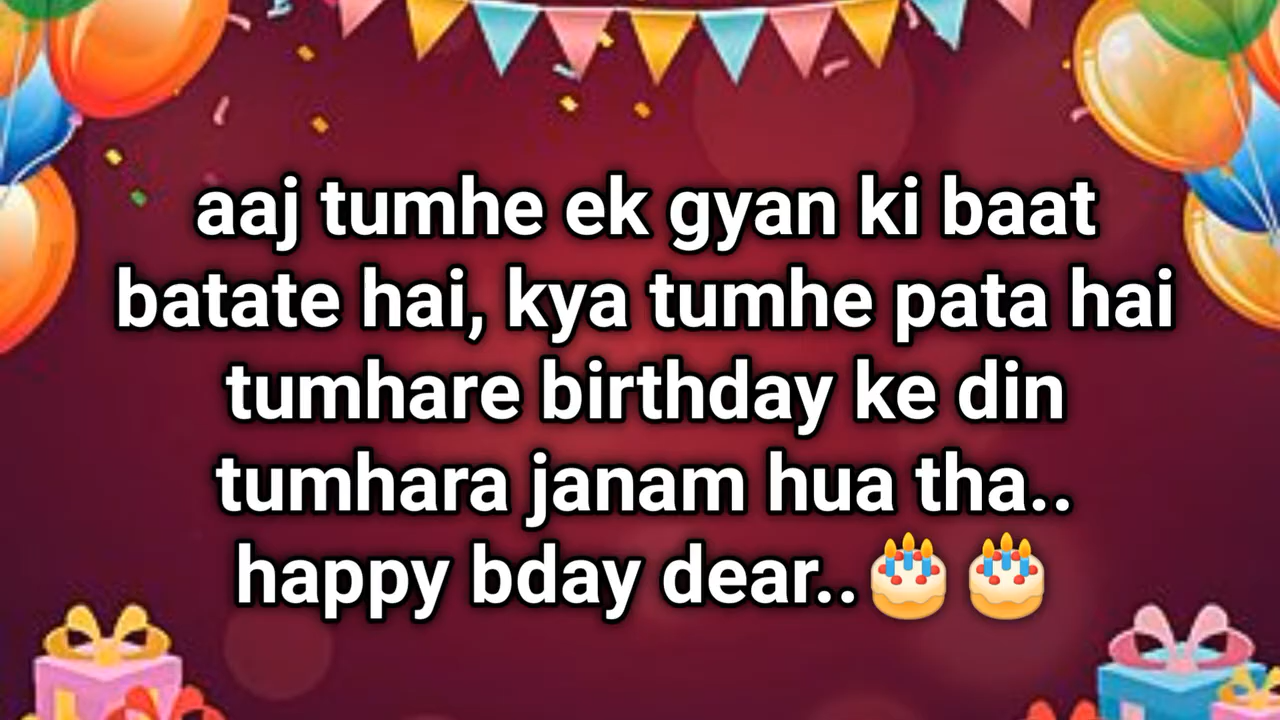 aaj tumhe ek gyan ki baat
batate hai, kya tumhe pata hai
tumhare birthday ke din
tumhara janam hua tha..
happy bday dear..🎂🎂